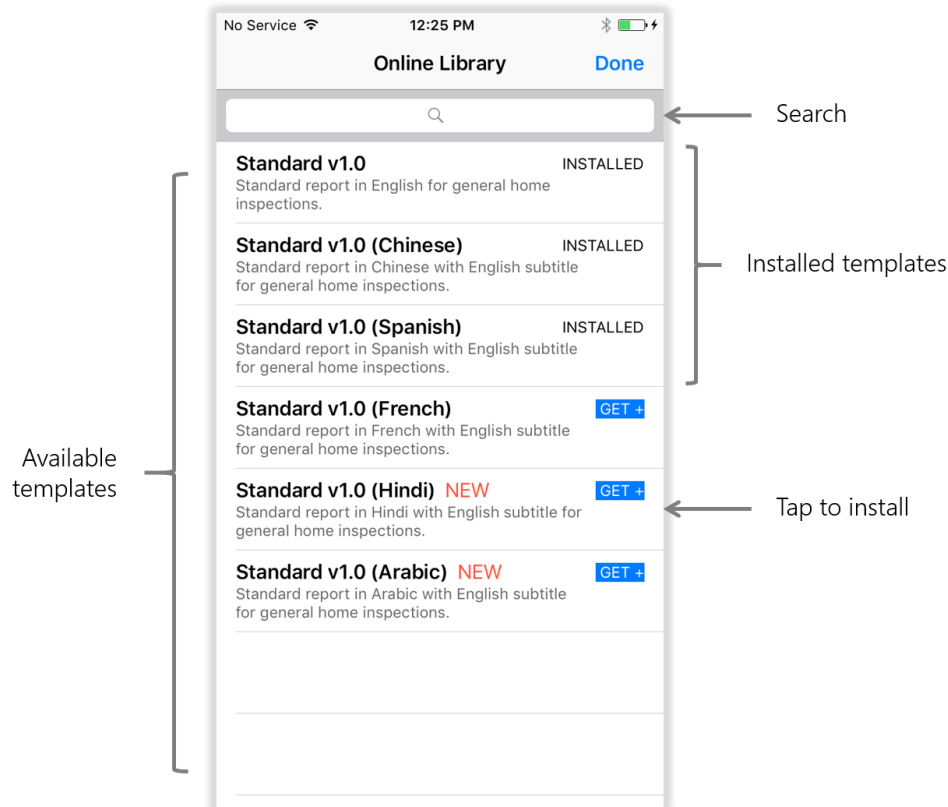 No Service 12:25 PM
Online Library Done
Search
Standard v1.0 INSTALLED
Standard report in English for general home
inspections.
Standard v1.0 (Chinese) INSTALLED
Standard report in Chinese with English subtitle
for general home inspections.
Installed templates
Standard v1.0 (Spanish) INSTALLED
Standard report in Spanish with English subtitle
for general home inspections.
Standard v1.0 (French) GET +
Standard report in French with English subtitle
for general home inspections.
Available
templates
Standard v1.0 (Hindi) NEW GET +
Standard report in Hindi with English subtitle for
general home inspections.
Tap to install
Standard v1.0 (Arabic) NEW GET +
Standard report in Arabic with English subtitle
for general home inspections.